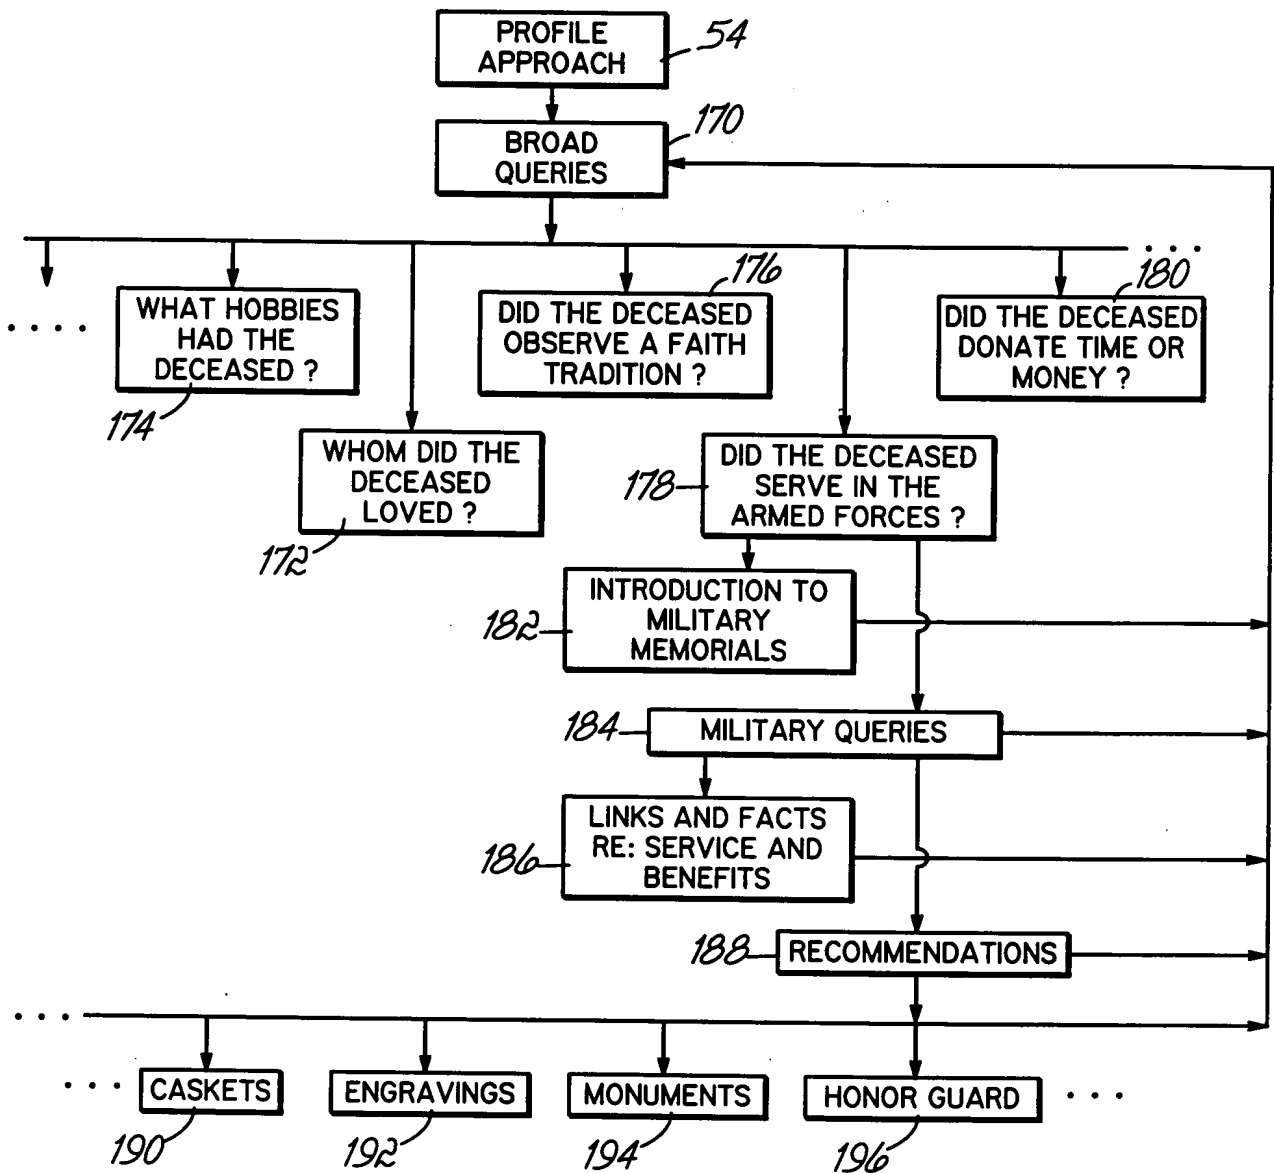 PROFILE
APPROACH
54
BROAD
QUERIES
170
. . . .
. . . .
WHAT HOBBIES
HAD THE
DECEASED ?
174
DID THE DECEASED
OBSERVE A FAITH
TRADITION ?
176
DID THE DECEASED
DONATE TIME OR
MONEY ?
180
WHOM DID THE
DECEASED
LOVED ?
172
DID THE DECEASED
SERVE IN THE
ARMED FORCES ?
178
INTRODUCTION TO
MILITARY
MEMORIALS
182
184
MILITARY QUERIES
LINKS AND FACTS
RE: SERVICE AND
BENEFITS
186
188
RECOMMENDATIONS
. . . .
. . . CASKETS
ENGRAVINGS
MONUMENTS
HONOR GUARD . . .
190
192
194
196